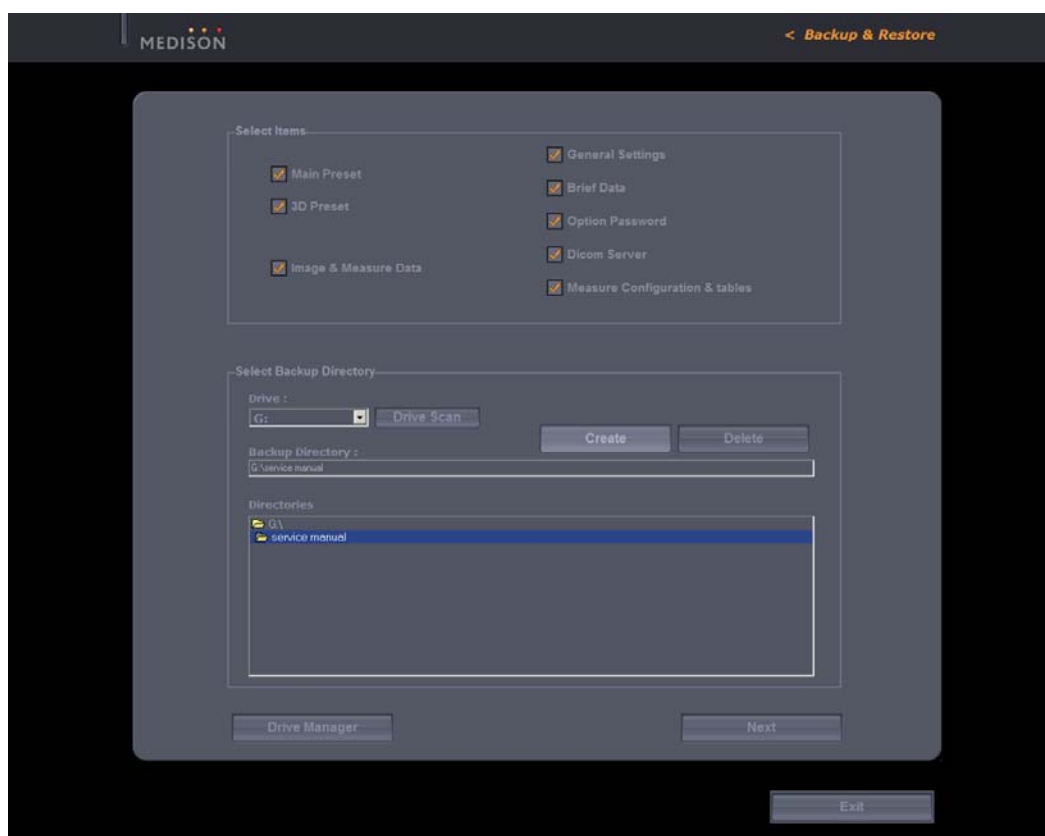 MEDISON
< Backup & Restore
Select Items
Main Preset
3D Preset
Image & Measure Data
General Settings
Brief Data
Option Password
Dicom Server
Measure Configuration & tables
Select Backup Directory
Drive :
G:
Drive Scan
Create
Delete
Backup Directory :
G:\service manual
Directories
G:\
service manual
Drive Manager
Next
Exit